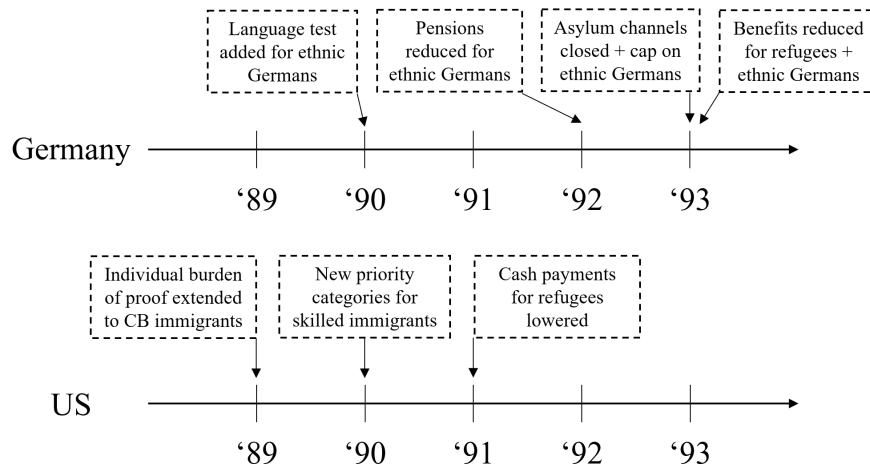 Language test
added for ethnic
Germans
Pensions
reduced for
ethnic Germans
Asylum channels
closed + cap on
ethnic Germans
Benefits reduced
for refugees +
ethnic Germans
Germany
‘89 ‘90 ‘91 ‘92 ‘93
Individual burden
of proof extended
to CB immigrants
New priority
categories for
skilled immigrants
Cash payments
for refugees
lowered
US
‘89 ‘90 ‘91 ‘92 ‘93